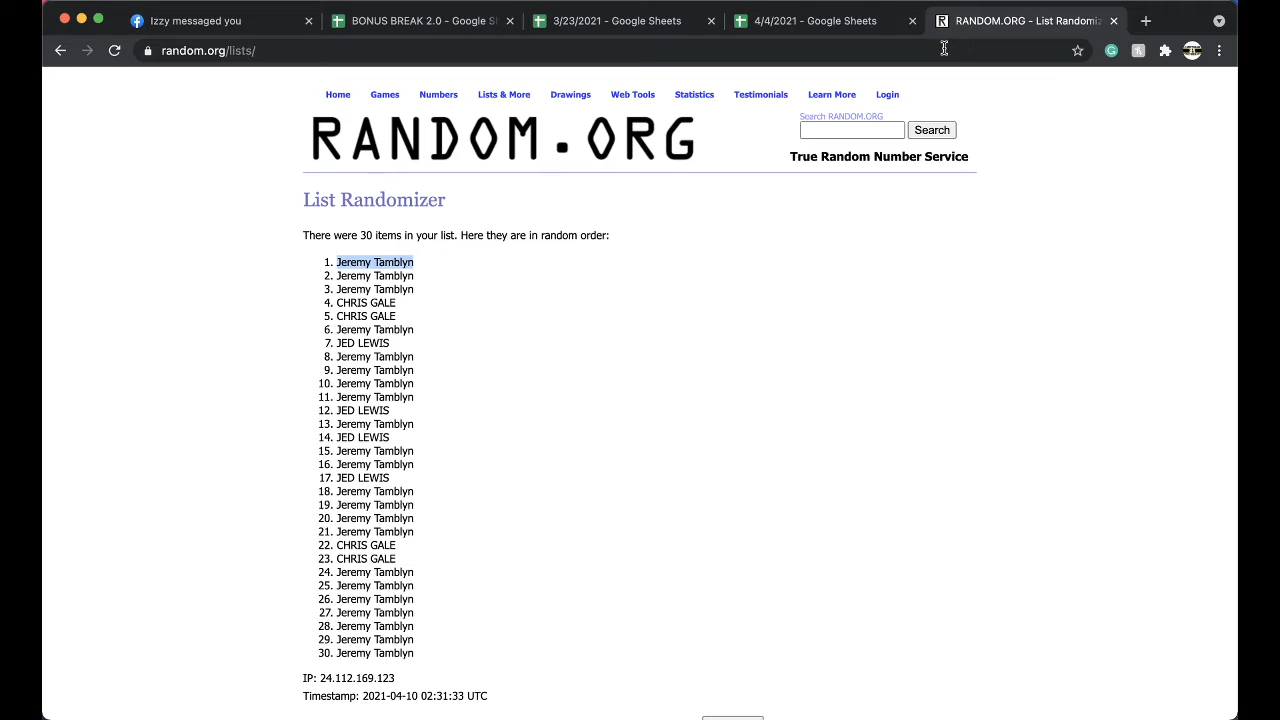 Izzy messaged you
BONUS BREAK 2.0 - Google Sh
3/23/2021 - Google Sheets
4/4/2021 - Google Sheets
RANDOM.ORG - List Randomiz
random.org/lists/
Home Games Numbers Lists & More Drawings Web Tools Statistics Testimonials Learn More Login
Search RANDOM.ORG
RANDOM.ORG
Search
True Random Number Service
List Randomizer
There were 30 items in your list. Here they are in random order:
1. Jeremy Tamblyn
2. Jeremy Tamblyn
3. Jeremy Tamblyn
4. CHRIS GALE
5. CHRIS GALE
6. Jeremy Tamblyn
7. JED LEWIS
8. Jeremy Tamblyn
9. Jeremy Tamblyn
10. Jeremy Tamblyn
11. Jeremy Tamblyn
12. JED LEWIS
13. Jeremy Tamblyn
14. JED LEWIS
15. Jeremy Tamblyn
16. Jeremy Tamblyn
17. JED LEWIS
18. Jeremy Tamblyn
19. Jeremy Tamblyn
20. Jeremy Tamblyn
21. Jeremy Tamblyn
22. CHRIS GALE
23. CHRIS GALE
24. Jeremy Tamblyn
25. Jeremy Tamblyn
26. Jeremy Tamblyn
27. Jeremy Tamblyn
28. Jeremy Tamblyn
29. Jeremy Tamblyn
30. Jeremy Tamblyn
IP: 24.112.169.123
Timestamp: 2021-04-10 02:31:33 UTC